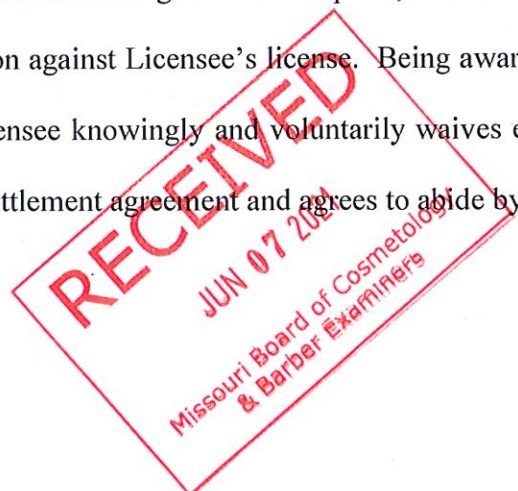 on against Licensee's license. Being awar
ensee knowingly and voluntarily waives e
ttlement agreement and agrees to abide by
RECEIVED
JUN 07
Missouri Board of Cosmetology
& Barber Examiners